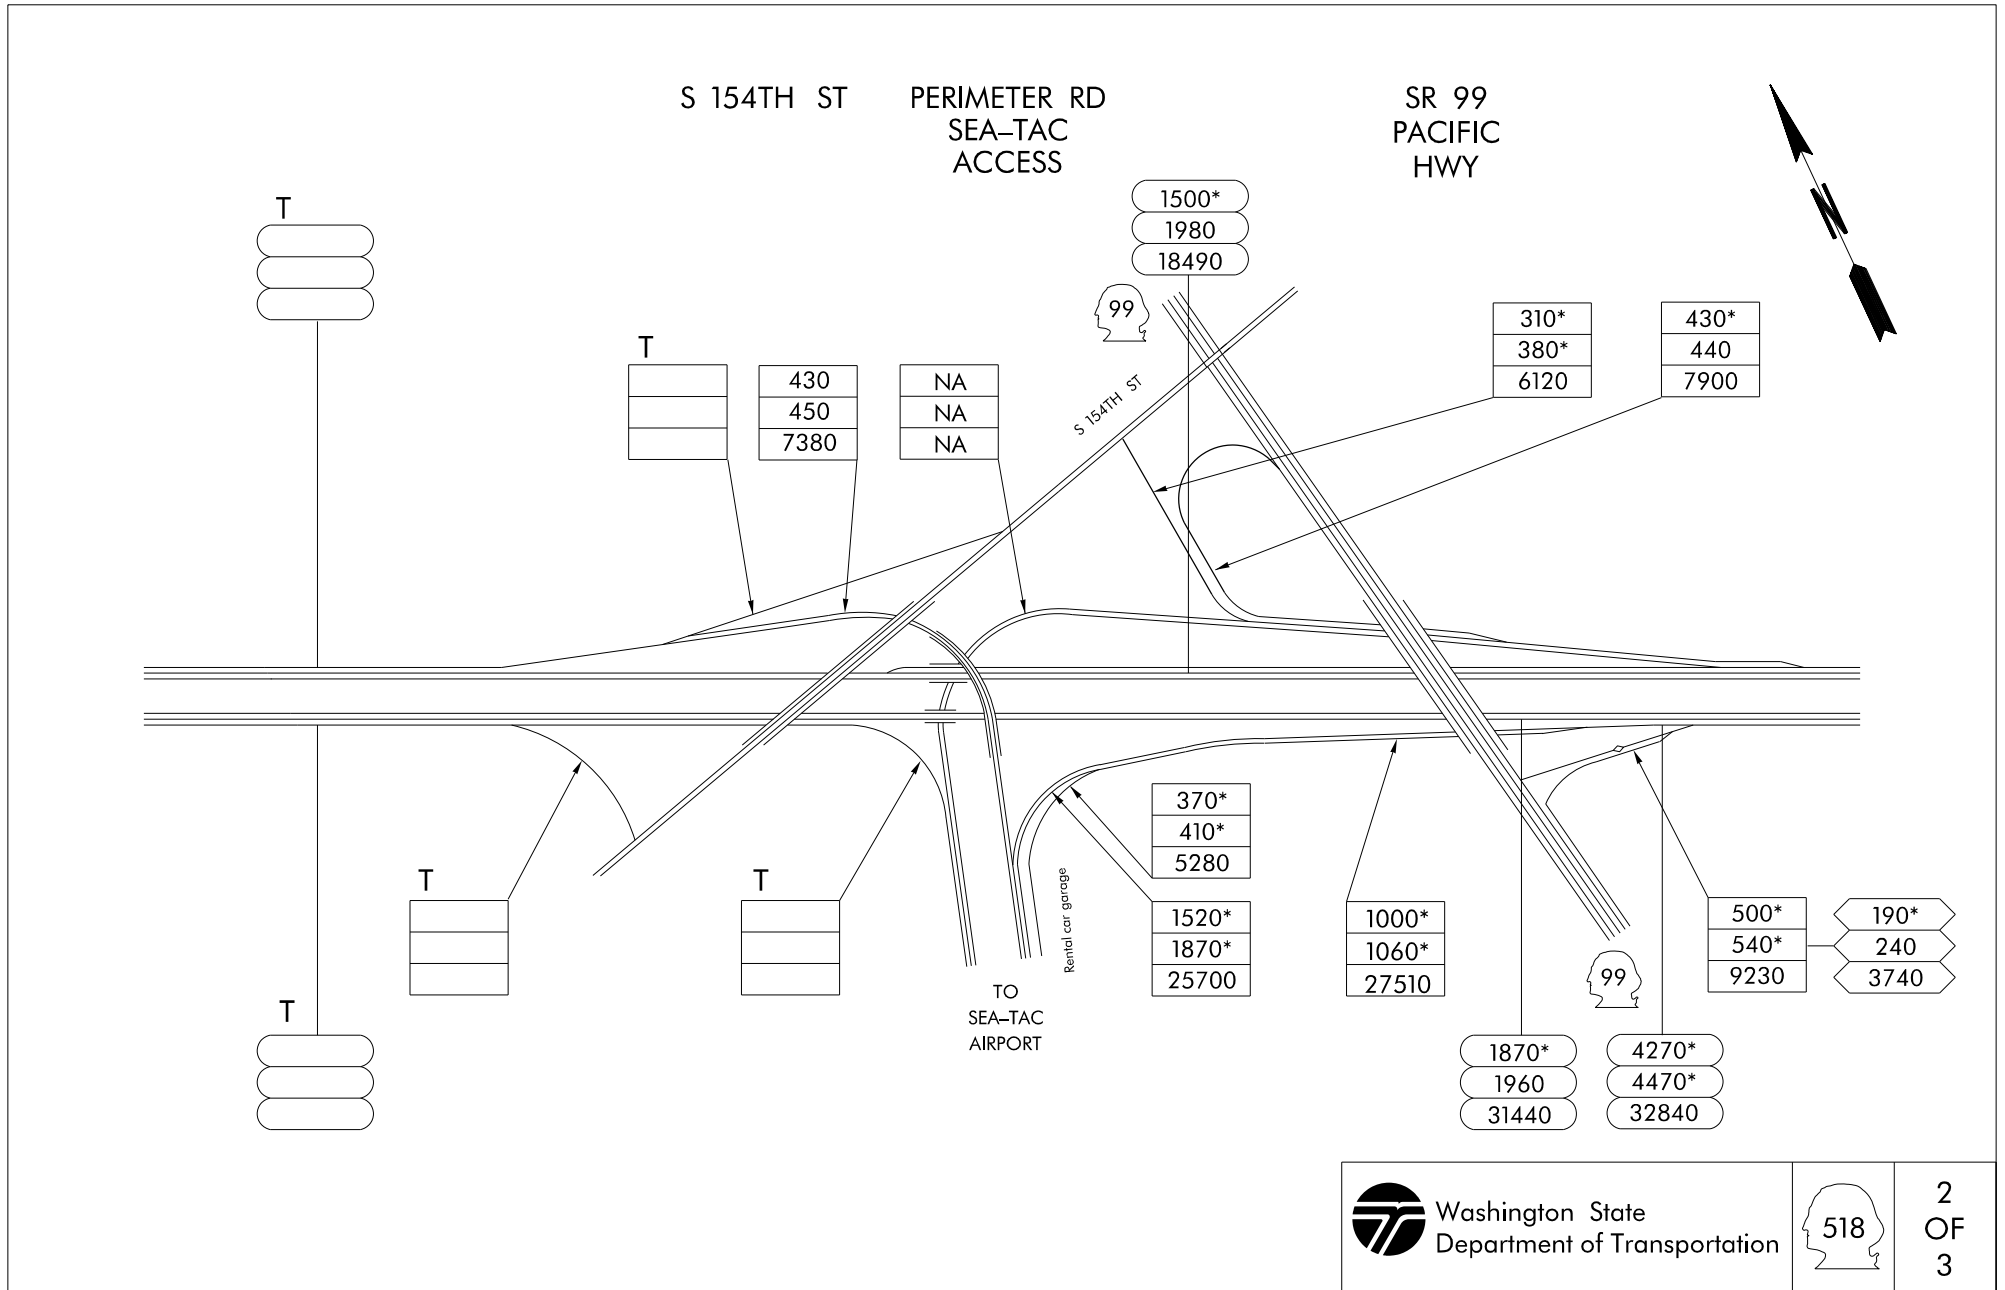 S 154TH ST
PERIMETER RD
SEA–TAC
ACCESS
SR 99
PACIFIC
HWY
N
T
1500*
1980
18490
99
T
430
450
7380
NA
NA
NA
S 154TH ST
310*
380*
6120
430*
440
7900
T
T
370*
410*
5280
1520*
1870*
25700
Rental car garage
1000*
1060*
27510
500*
540*
9230
190*
240
3740
99
TO
SEA–TAC
AIRPORT
T
1870*
1960
31440
4270*
4470*
32840
Washington State
Department of Transportation
518
2
OF
3